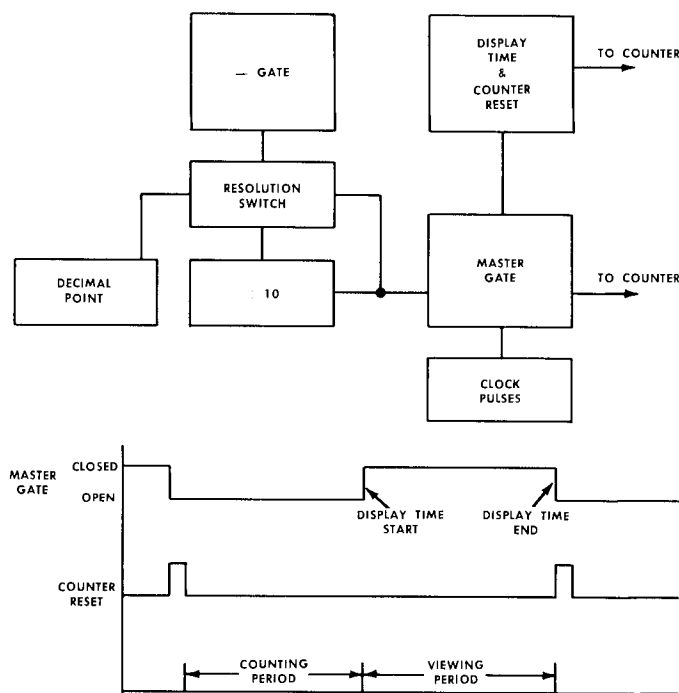 — GATE
DISPLAY
TIME
&
COUNTER
RESET
TO COUNTER
RESOLUTION
SWITCH
DECIMAL
POINT
10
MASTER
GATE
TO COUNTER
CLOCK
PULSES
MASTER
GATE
CLOSED
OPEN
DISPLAY TIME
START
DISPLAY TIME
END
COUNTER
RESET
COUNTING
PERIOD
VIEWING
PERIOD